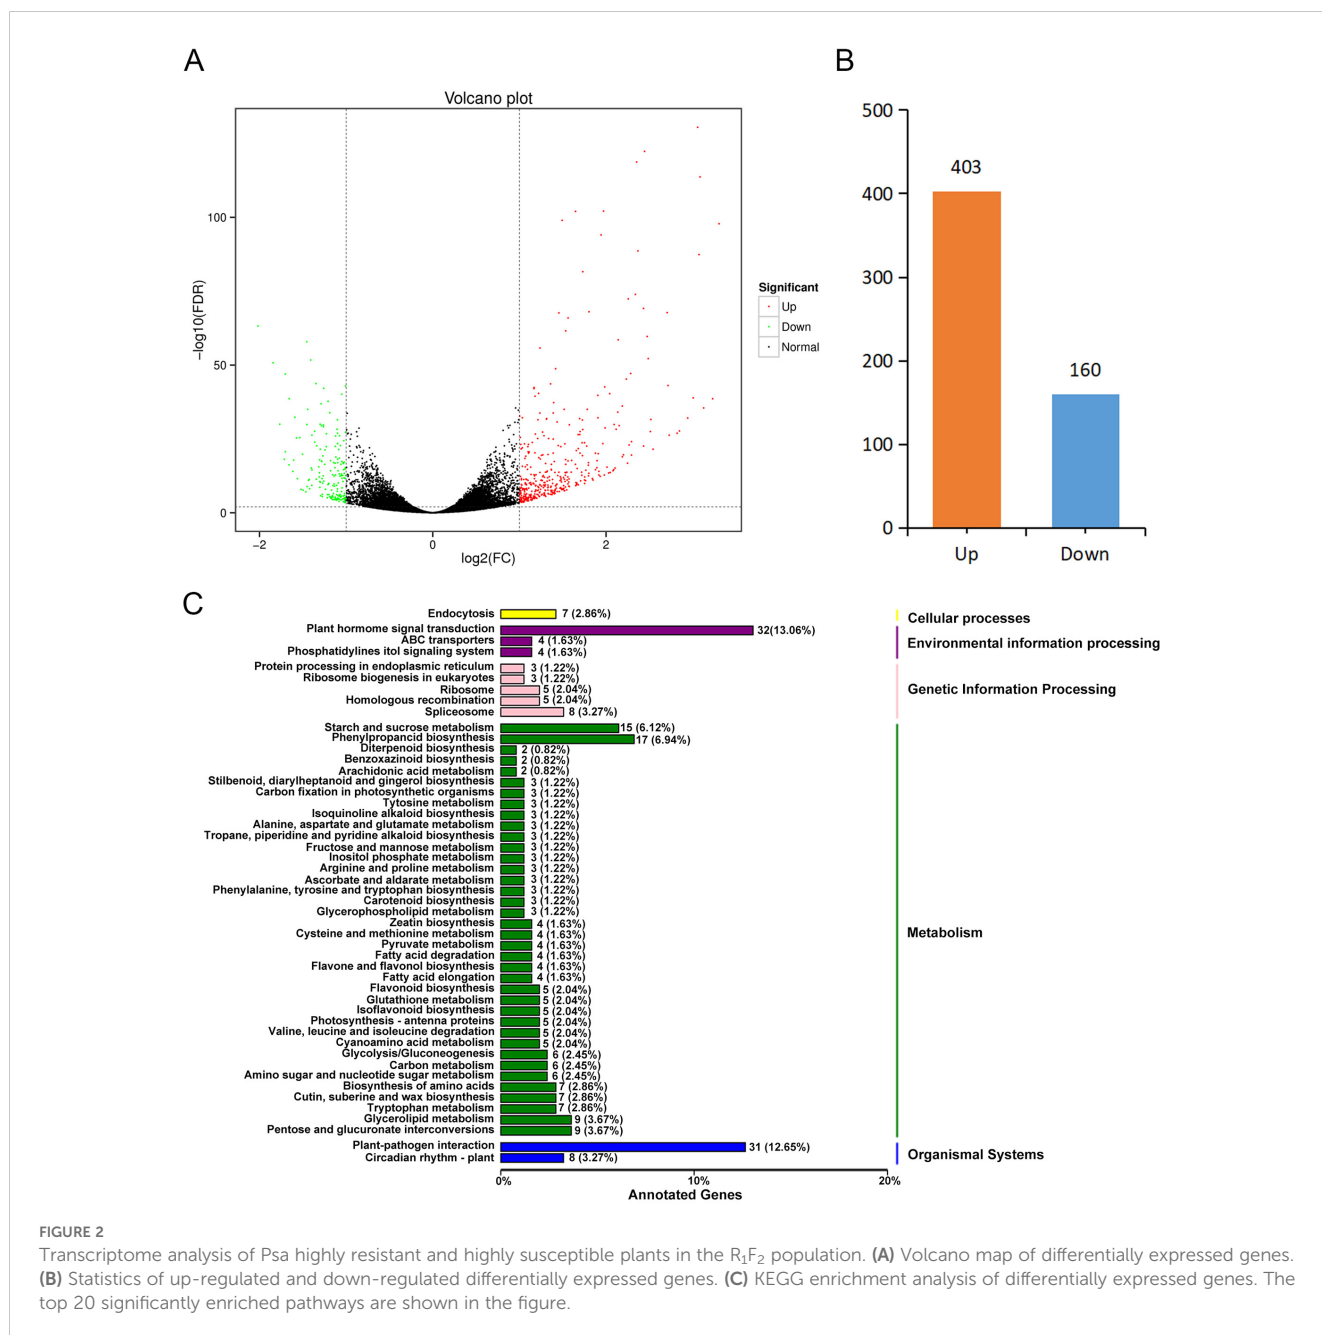 A
Volcano plot
−log10(FDR)
100
50
0
−2
0
2
log2(FC)
Significant
Up
Down
Normal
B
500
400
300
200
100
0
403
160
Up
Down
C
Endocytosis 7 (2.86%)
Plant hormome signal transduction 32(13.06%)
ABC transporters 4 (1.63%)
Phosphatidylines itol signaling system 4 (1.63%)
Protein processing in endoplasmic reticulum 3 (1.22%)
Ribosome biogenesis in eukaryotes 3 (1.22%)
Ribosome 5 (2.04%)
Homologous recombination 5 (2.04%)
Spliceosome 8 (3.27%)
Starch and sucrose metabolism 15 (6.12%)
Phenylpropancid biosynthesis 17 (6.94%)
Diterpenoid biosynthesis 2 (0.82%)
Benzoxazinoid biosynthesis 2 (0.82%)
Arachidonic acid metabolism 2 (0.82%)
Stilbenoid, diarylheptanoid and gingerol biosynthesis 3 (1.22%)
Carbon fixation in photosynthetic organisms 3 (1.22%)
Tytosine metabolism 3 (1.22%)
Isoquinoline alkaloid biosynthesis 3 (1.22%)
Alanine, aspartate and glutamate metabolism 3 (1.22%)
Tropane, piperidine and pyridine alkaloid biosynthesis 3 (1.22%)
Fructose and mannose metabolism 3 (1.22%)
Inositol phosphate metabolism 3 (1.22%)
Arginine and proline metabolism 3 (1.22%)
Ascorbate and aldarate metabolism 3 (1.22%)
Phenylalanine, tyrosine and tryptophan biosynthesis 3 (1.22%)
Carotenoid biosynthesis 3 (1.22%)
Glycerophospholipid metabolism 3 (1.22%)
Zeatin biosynthesis 4 (1.63%)
Cysteine and methionine metabolism 4 (1.63%)
Pyruvate metabolism 4 (1.63%)
Fatty acid degradation 4 (1.63%)
Flavone and flavonol biosynthesis 4 (1.63%)
Fatty acid elongation 4 (1.63%)
Flavonoid biosynthesis 5 (2.04%)
Glutathione metabolism 5 (2.04%)
Isoflavonoid biosynthesis 5 (2.04%)
Photosynthesis - antenna proteins 5 (2.04%)
Valine, leucine and isoleucine degradation 5 (2.04%)
Cyanoamino acid metabolism 5 (2.04%)
Glycolysis/Gluconeogenesis 6 (2.45%)
Carbon metabolism 6 (2.45%)
Amino sugar and nucleotide sugar metabolism 6 (2.45%)
Biosynthesis of amino acids 7 (2.86%)
Cutin, suberine and wax biosynthesis 7 (2.86%)
Tryptophan metabolism 7 (2.86%)
Glycerolipid metabolism 9 (3.67%)
Pentose and glucuronate interconversions 9 (3.67%)
Plant-pathogen interaction 31 (12.65%)
Circadian rhythm - plant 8 (3.27%)
0% 10% 20%
Annotated Genes
Cellular processes
Environmental information processing
Genetic Information Processing
Metabolism
Organismal Systems
FIGURE 2
Transcriptome analysis of Psa highly resistant and highly susceptible plants in the R₁F₂ population. (A) Volcano map of differentially expressed genes.
(B) Statistics of up-regulated and down-regulated differentially expressed genes. (C) KEGG enrichment analysis of differentially expressed genes. The
top 20 significantly enriched pathways are shown in the figure.